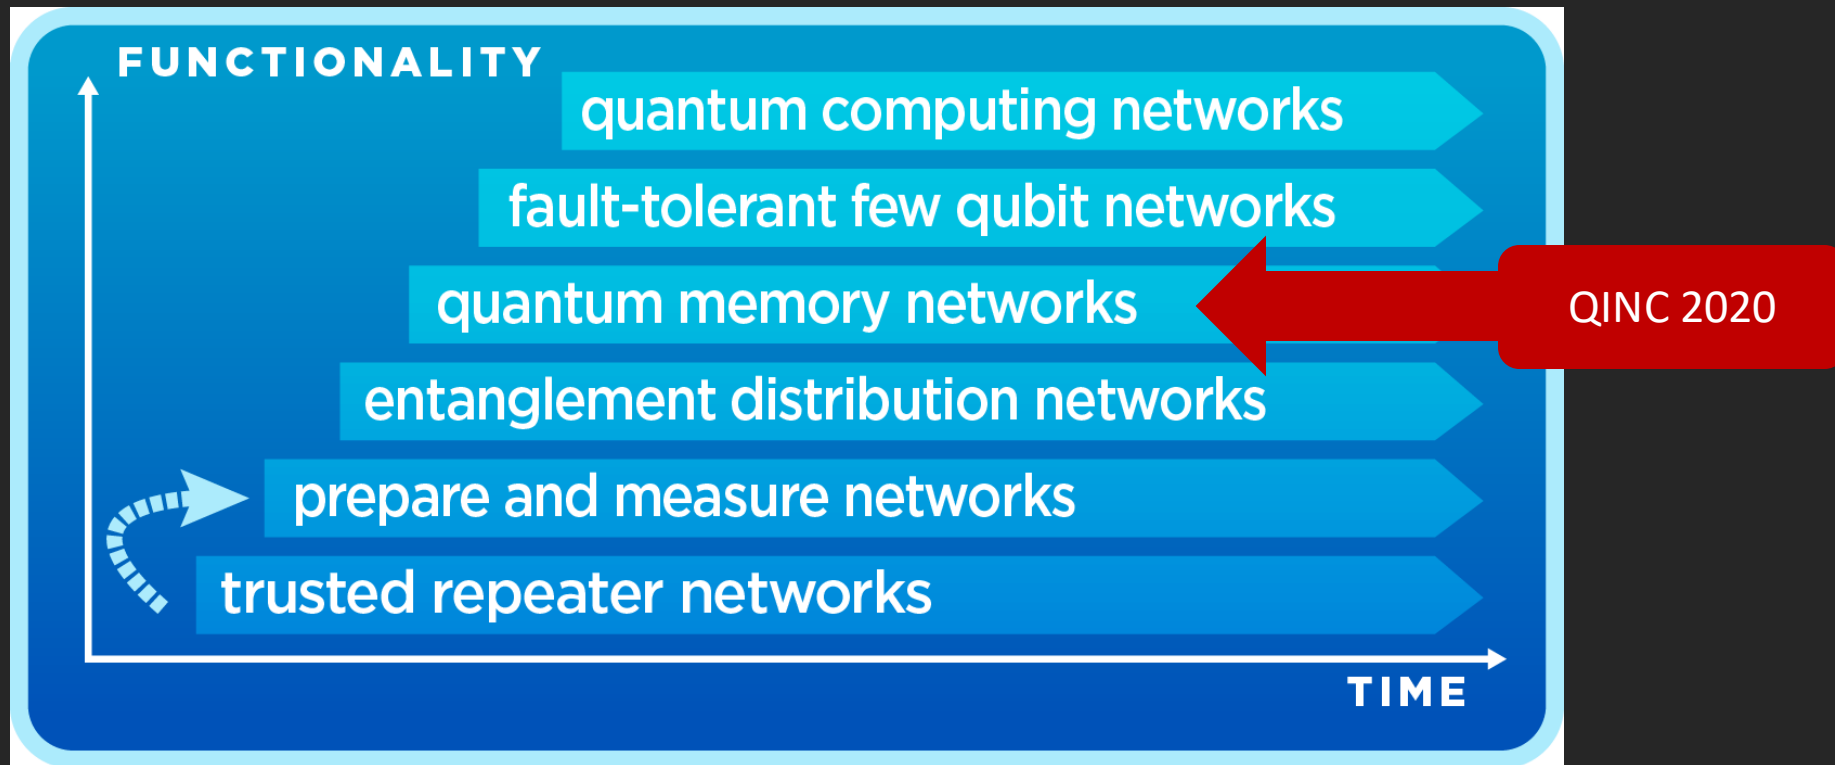 FUNCTIONALITY
quantum computing networks
fault-tolerant few qubit networks
quantum memory networks
QINC 2020
entanglement distribution networks
prepare and measure networks
trusted repeater networks
TIME